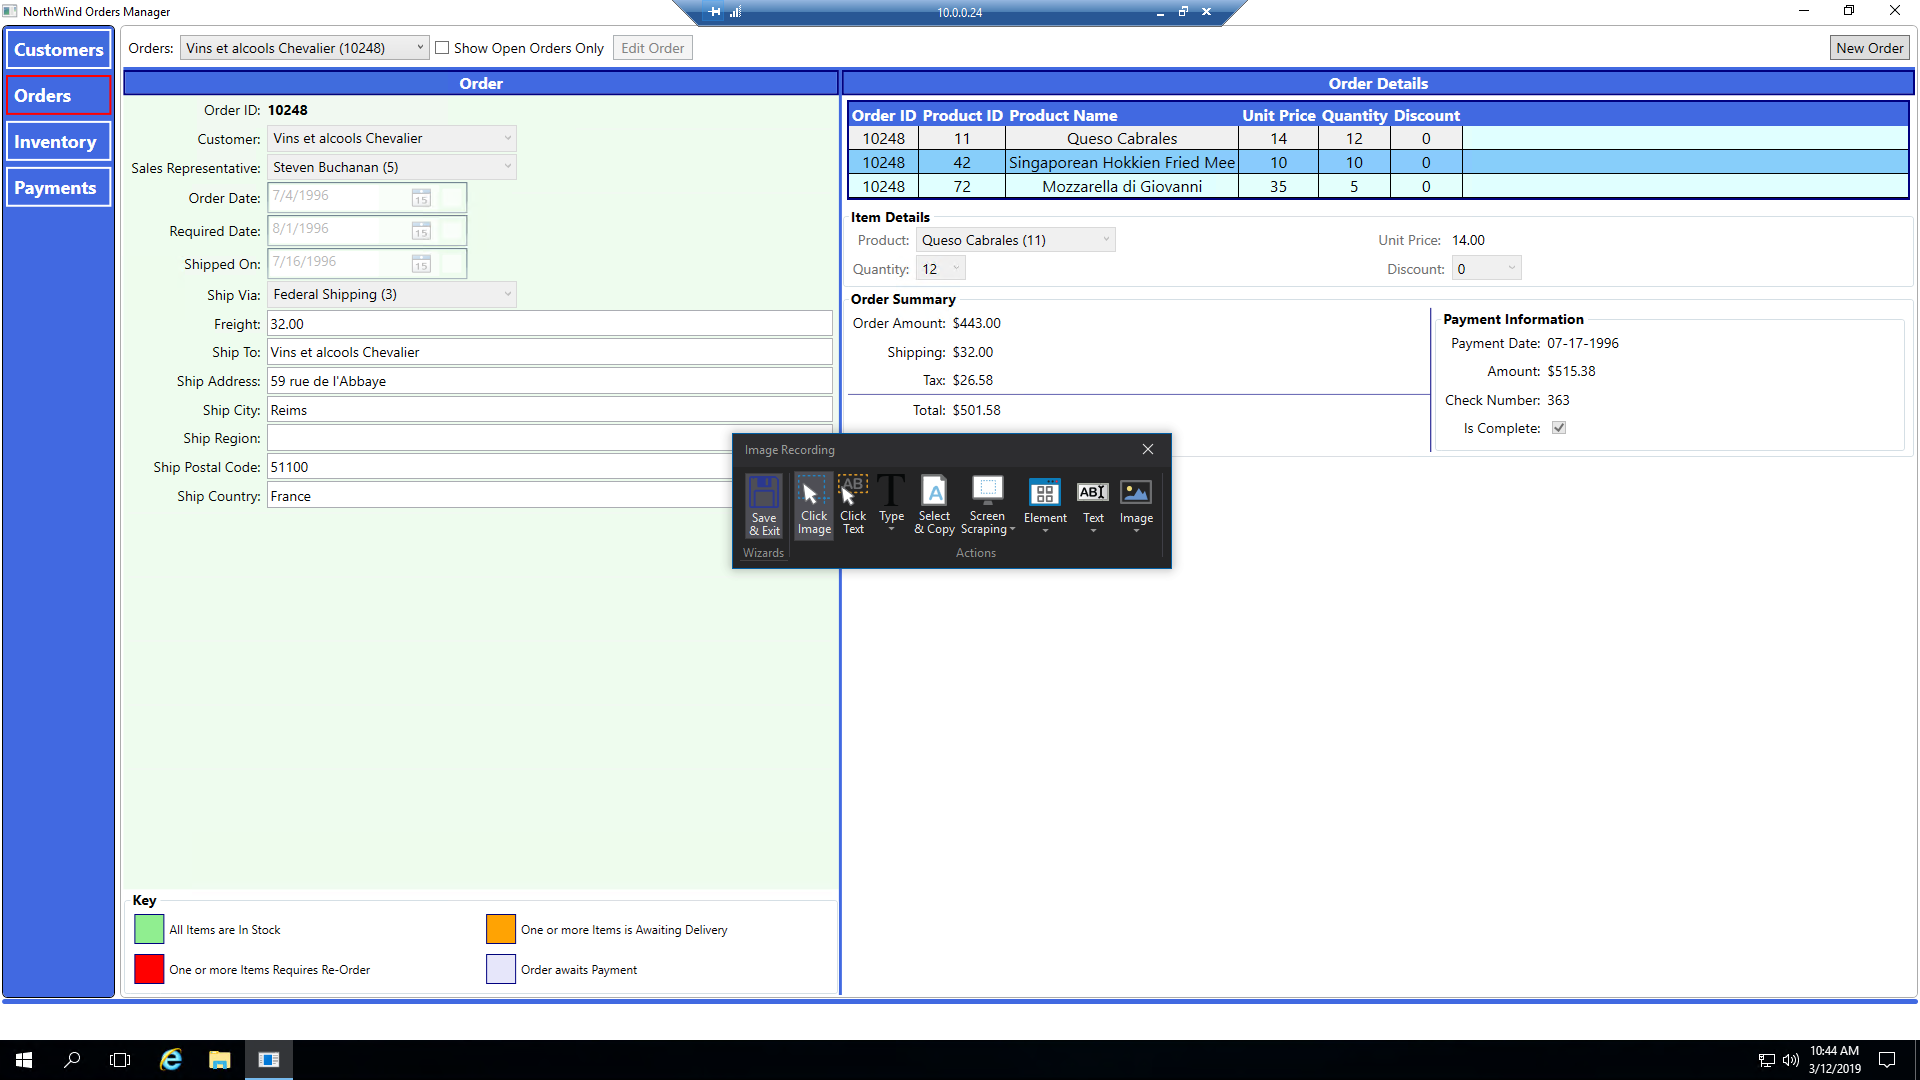 NorthWind Orders Manager
10.0.0.24
Customers
Orders
Inventory
Payments
Orders: Vins et alcools Chevalier (10248) Show Open Orders Only Edit Order New Order
Order
Order ID: 10248
Customer: Vins et alcools Chevalier
Sales Representative: Steven Buchanan (5)
Order Date: 7/4/1996 15
Required Date: 8/1/1996 15
Shipped On: 7/16/1996 15
Ship Via: Federal Shipping (3)
Freight: 32.00
Ship To: Vins et alcools Chevalier
Ship Address: 59 rue de l'Abbaye
Ship City: Reims
Ship Region:
Ship Postal Code: 51100
Ship Country: France
Key
All Items are In Stock One or more Items is Awaiting Delivery
One or more Items Requires Re-Order Order awaits Payment
Order Details
Order ID Product ID Product Name Unit Price Quantity Discount
10248 11 Queso Cabrales 14 12 0
10248 42 Singaporean Hokkien Fried Mee 10 10 0
10248 72 Mozzarella di Giovanni 35 5 0
Item Details
Product: Queso Cabrales (11) Unit Price: 14.00
Quantity: 12 Discount: 0
Order Summary
Order Amount: $443.00
Shipping: $32.00
Tax: $26.58
Total: $501.58
Payment Information
Payment Date: 07-17-1996
Amount: $515.38
Check Number: 363
Is Complete:
Image Recording
Save & Exit
Click Image
AB Click Text
T Type
A Select & Copy
Screen Scraping
Element
ABI Text
Image
Wizards Actions
10:44 AM
3/12/2019